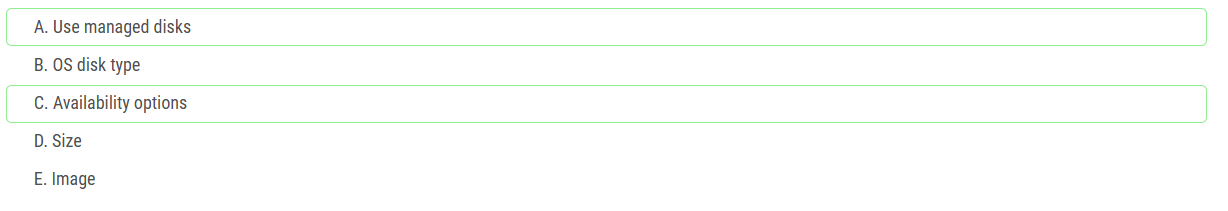 A. Use managed disks
B. OS disk type
C. Availability options
D. Size
E. Image